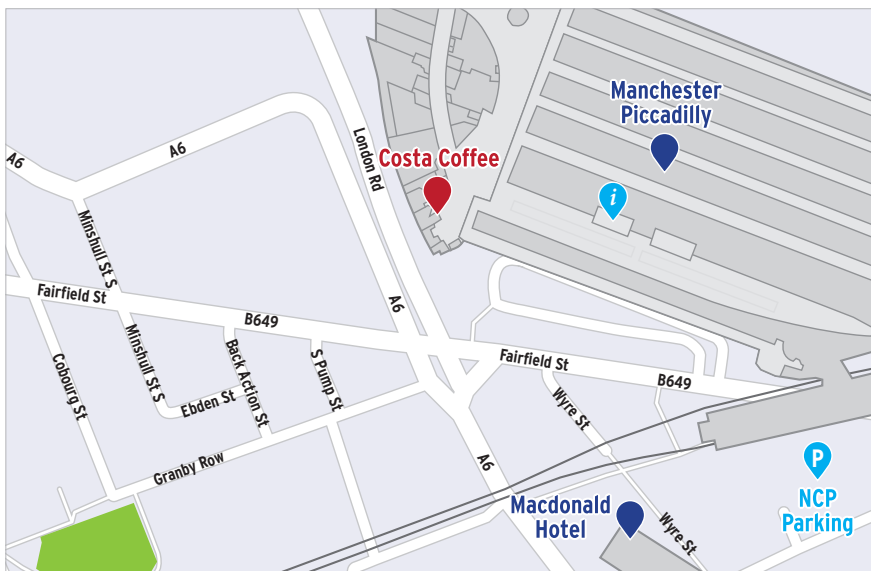 Manchester
Piccadilly
A6
A6
London Rd
Costa Coffee
i
Minshull St S
Fairfield St
B649
A6
Minshull St S
Back Action St
S Pump St
Fairfield St
B649
Cobourg St
Ebden St
Wyre St
Granby Row
A6
P
NCP
Parking
Macdonald
Hotel
Wyre St